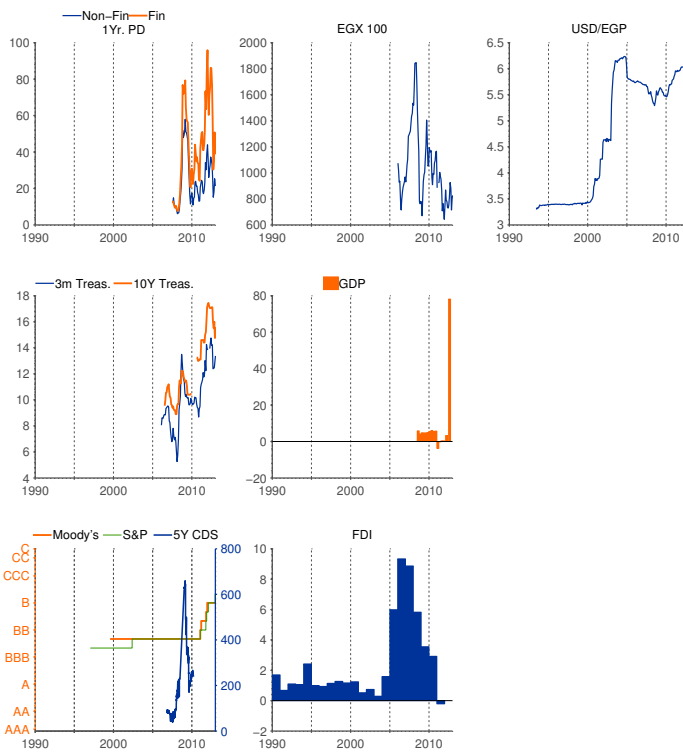 Non−Fin Fin
1Yr. PD
100
80
60
40
20
0
1990 2000 2010
EGX 100
2000
1800
1600
1400
1200
1000
800
600
1990 2000 2010
USD/EGP
6.5
6
5.5
5
4.5
4
3.5
3
1990 2000 2010
3m Treas. 10Y Treas.
18
16
14
12
10
8
6
4
1990 2000 2010
GDP
80
60
40
20
0
−20
1990 2000 2010
Moody's S&P 5Y CDS
C
CC
CCC
B
BB
BBB
A
AA
AAA
800
600
400
200
0
1990 2000 2010
FDI
10
8
6
4
2
0
−2
1990 2000 2010